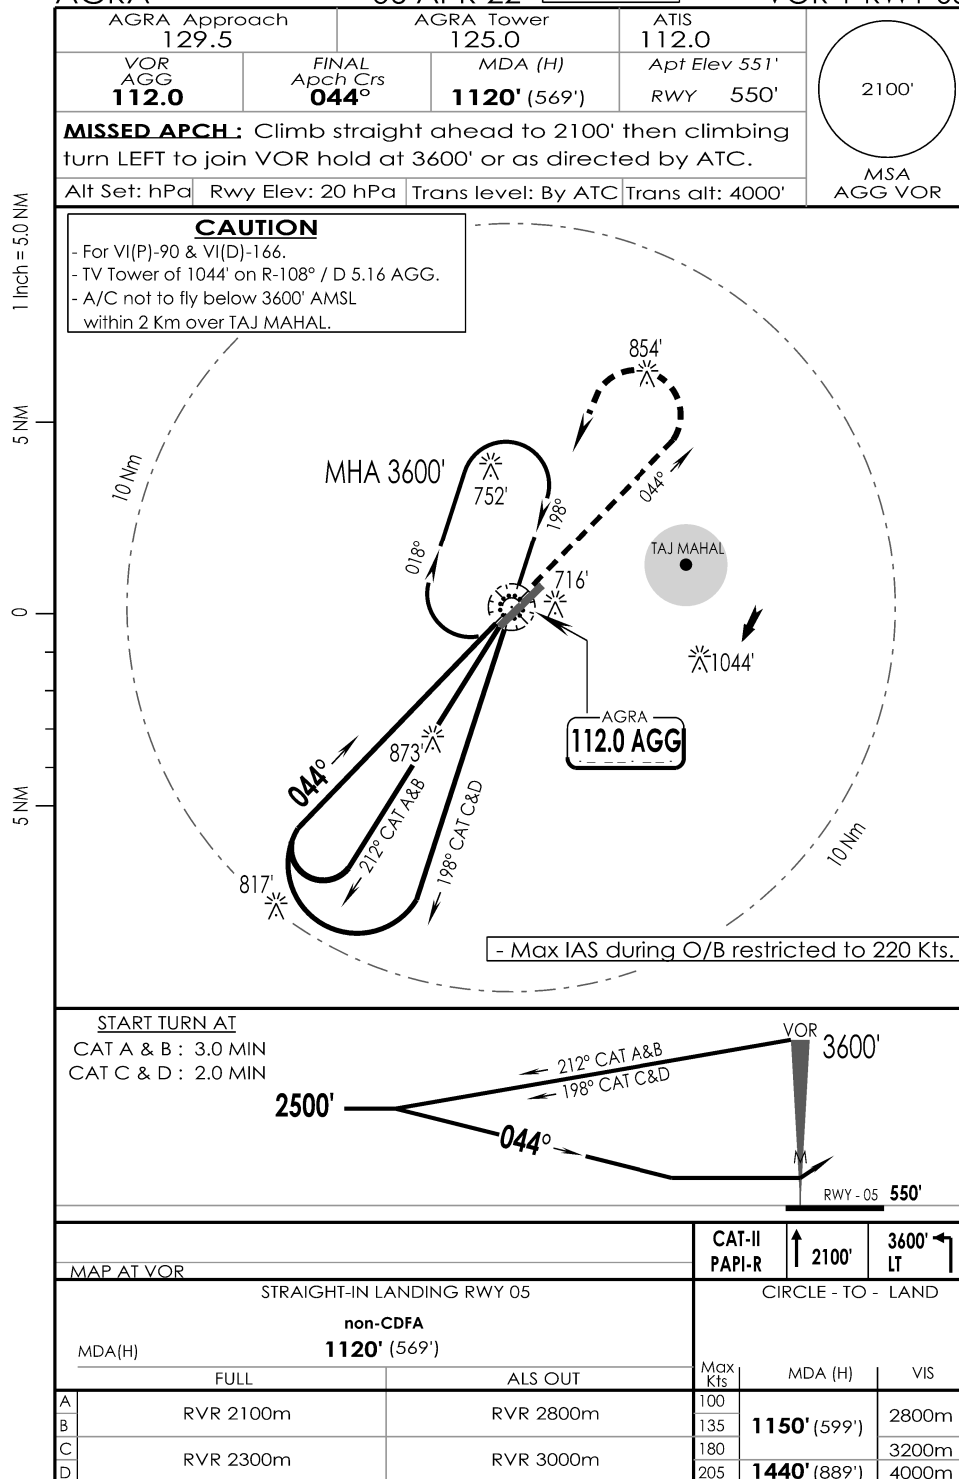 AGRA Approach
129.5
AGRA Tower
125.0
ATIS
112.0
VOR
AGG
112.0
FINAL
Apch Crs
044°
MDA (H)
1120' (569')
Apt Elev 551'
RWY 550'
2100'
MSA
AGG VOR
MISSED APCH : Climb straight ahead to 2100' then climbing
turn LEFT to join VOR hold at 3600' or as directed by ATC.
Alt Set: hPa
Rwy Elev: 20 hPa
Trans level: By ATC
Trans alt: 4000'
1 Inch = 5.0 NM
CAUTION
- For VI(P)-90 & VI(D)-166.
- TV Tower of 1044' on R-108° / D 5.16 AGG.
- A/C not to fly below 3600' AMSL
within 2 Km over TAJ MAHAL.
854'
5 NM
10 Nm
MHA 3600'
752'
198°
044°
018°
TAJ MAHAL
716'
0
1044'
AGRA
112.0 AGG
873'
044°
212° CAT A&B
198° CAT C&D
5 NM
10 Nm
817'
- Max IAS during O/B restricted to 220 Kts.
START TURN AT
CAT A & B : 3.0 MIN
CAT C & D : 2.0 MIN
VOR
3600'
212° CAT A&B
198° CAT C&D
2500'
044°
M
RWY - 05 550'
MAP AT VOR
CAT-II
PAPI-R
2100'
3600'
LT
STRAIGHT-IN LANDING RWY 05
CIRCLE - TO - LAND
non-CDFA
MDA(H)
1120' (569')
FULL
ALS OUT
Max
Kts
MDA (H)
VIS
A
B
RVR 2100m
RVR 2800m
100
135
1150' (599')
2800m
C
D
RVR 2300m
RVR 3000m
180
3200m
205
1440' (889')
4000m